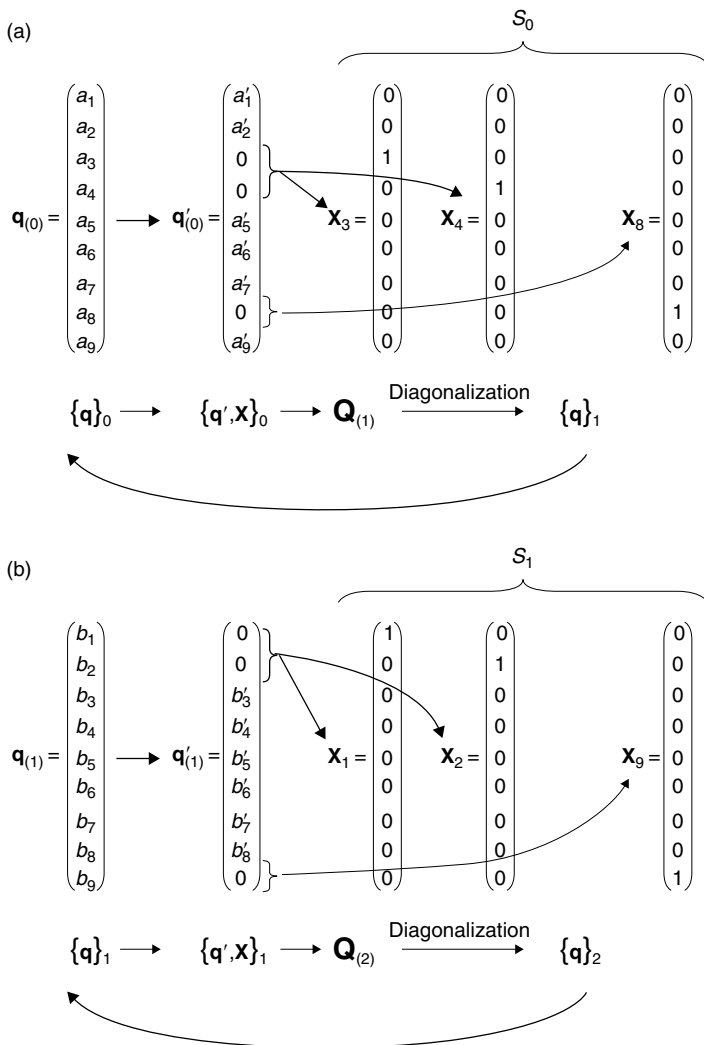 (a)
S₀
a₁ a′₁ 0 0 0
a₂ a′₂ 0 0 0
a₃ 0 1 0 0
a₄ 0 0 1 0
q₍₀₎ = a₅ q′₍₀₎ = a′₅ X₃ = 0 X₄ = 0 X₈ = 0
a₆ a′₆ 0 0 0
a₇ a′₇ 0 0 0
a₈ 0 0 0 1
a₉ a′₉ 0 0 0
Diagonalization
{q}₀ {q′,X}₀ Q₍₁₎ {q}₁
(b)
S₁
b₁ 0 1 0 0
b₂ 0 0 1 0
b₃ b′₃ 0 0 0
b₄ b′₄ 0 0 0
q₍₁₎ = b₅ q′₍₁₎ = b′₅ X₁ = 0 X₂ = 0 X₉ = 0
b₆ b′₆ 0 0 0
b₇ b′₇ 0 0 0
b₈ b′₈ 0 0 0
b₉ 0 0 0 1
Diagonalization
{q}₁ {q′,X}₁ Q₍₂₎ {q}₂